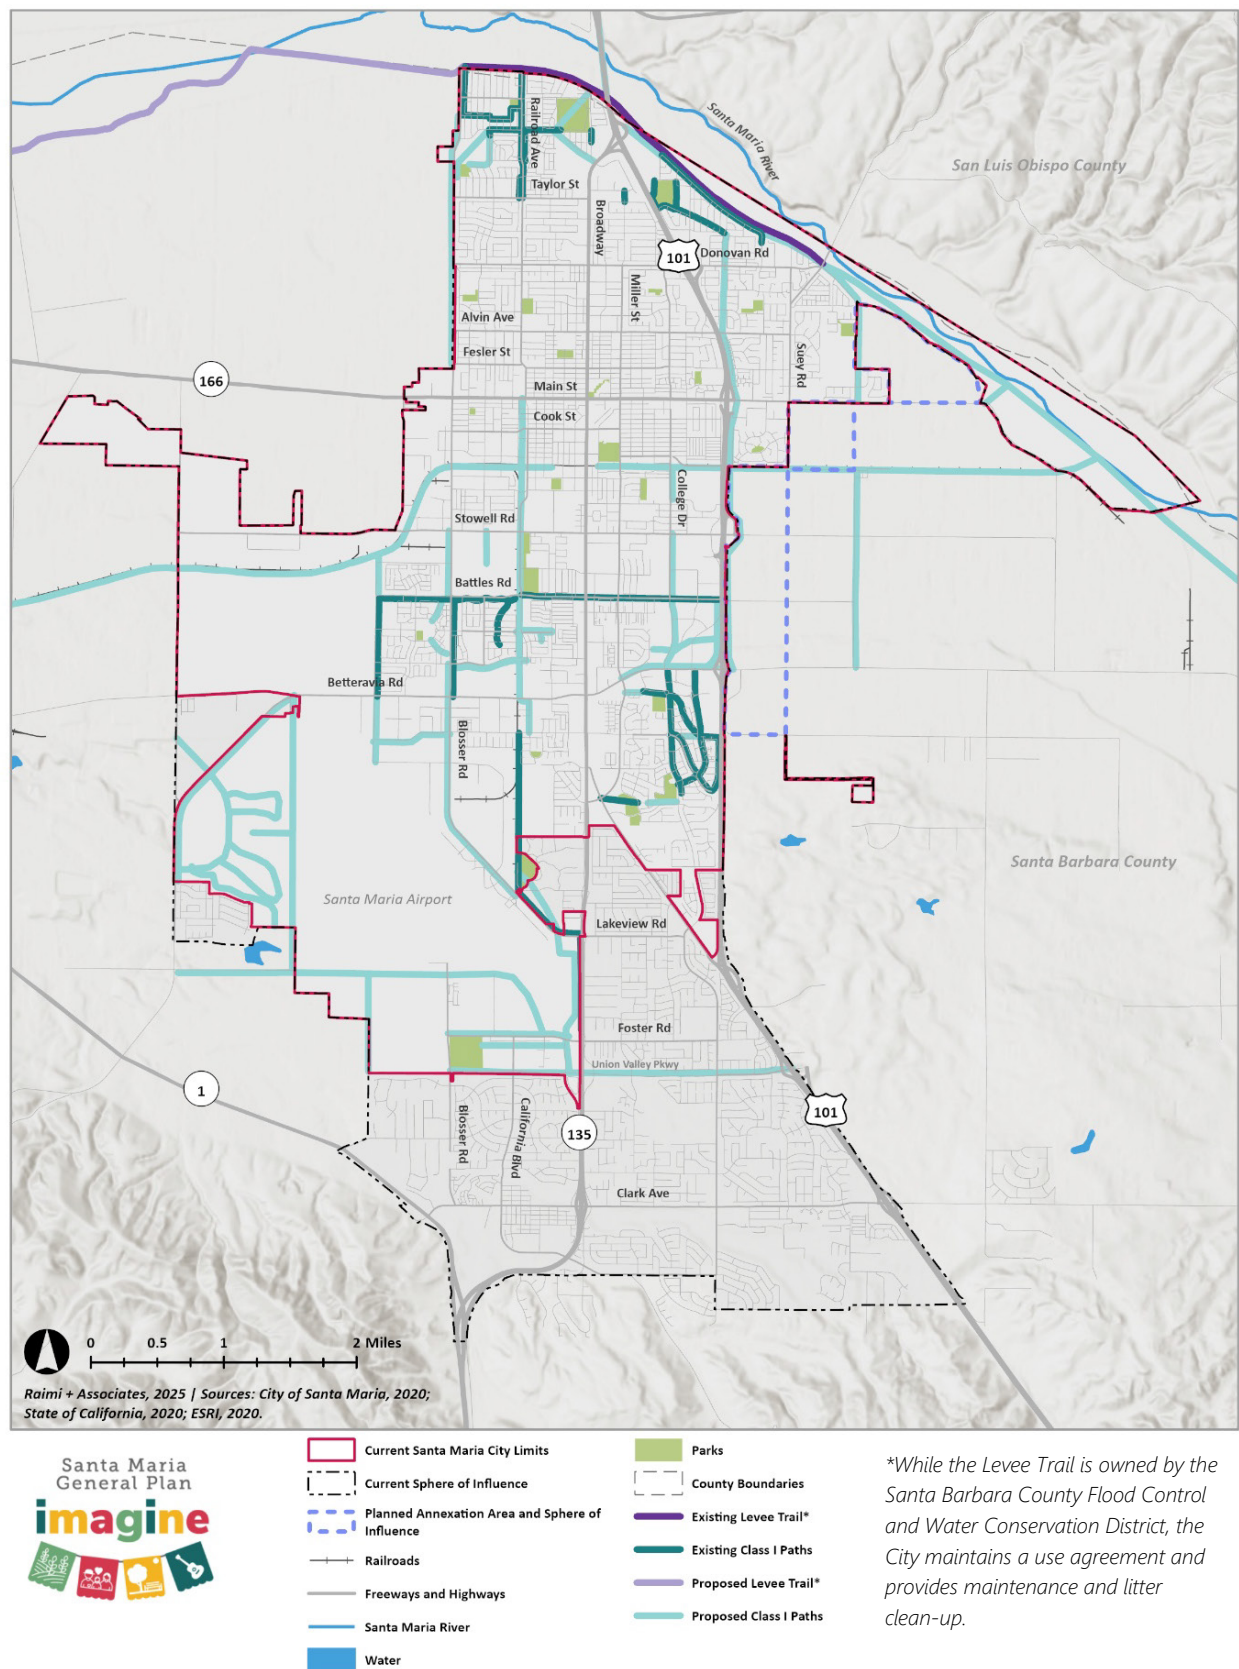 Santa Maria River
San Luis Obispo County
Railroad Ave
Taylor St
Broadway
101
Donovan Rd
Miller St
Alvin Ave
Fesler St
Suey Rd
166
Main St
Cook St
College Dr
Stowell Rd
Battles Rd
Betteravia Rd
Blosser Rd
Santa Barbara County
Santa Maria Airport
Lakeview Rd
Foster Rd
Union Valley Pkwy
1
101
Blosser Rd
California Blvd
135
Clark Ave
0 0.5 1 2 Miles
Raimi + Associates, 2025 | Sources: City of Santa Maria, 2020;
State of California, 2020; ESRI, 2020.
Santa Maria
General Plan
imagine
Current Santa Maria City Limits
Current Sphere of Influence
Planned Annexation Area and Sphere of
Influence
Railroads
Freeways and Highways
Santa Maria River
Water
Parks
County Boundaries
Existing Levee Trail*
Existing Class I Paths
Proposed Levee Trail*
Proposed Class I Paths
*While the Levee Trail is owned by the
Santa Barbara County Flood Control
and Water Conservation District, the
City maintains a use agreement and
provides maintenance and litter
clean-up.